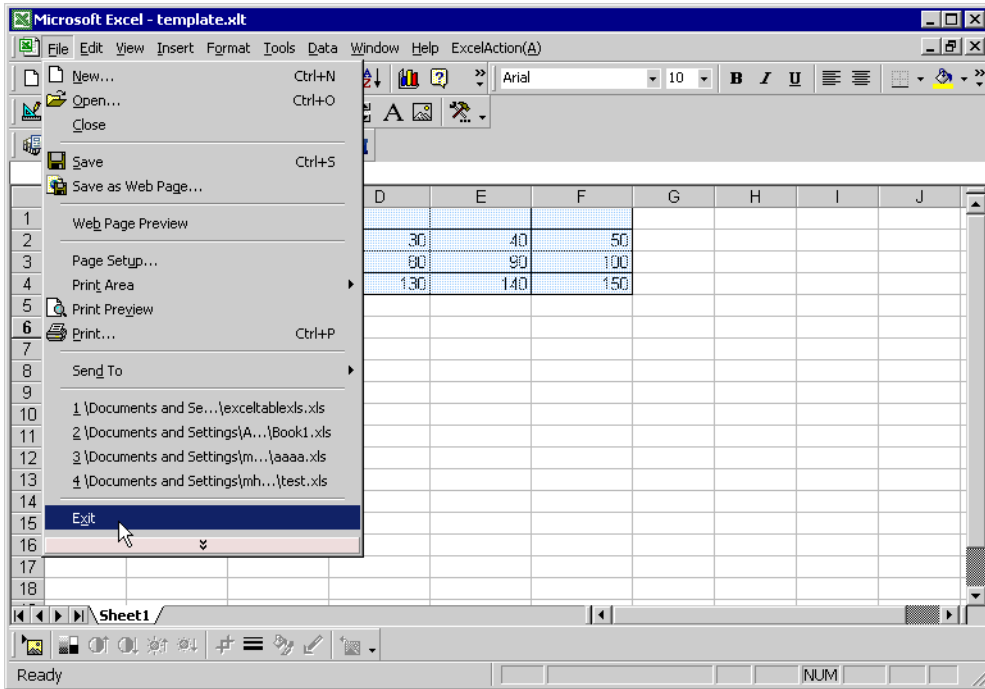 Microsoft Excel - template.xlt
File Edit View Insert Format Tools Data Window Help ExcelAction(A)
New... Ctrl+N
Open... Ctrl+O
Close
Save Ctrl+S
Save as Web Page...
Web Page Preview
Page Setup...
Print Area
Print Preview
Print... Ctrl+P
Send To
1 \Documents and Se...\exceltablexls.xls
2 \Documents and Settings\A...\Book1.xls
3 \Documents and Settings\m...\aaaa.xls
4 \Documents and Settings\mh...\test.xls
Exit
Arial 10 B I U
D E F G H I J
1
2 30 40 50
3 80 90 100
4 130 140 150
5
6
7
8
9
10
11
12
13
14
15
16
17
18
Sheet1
Ready NUM